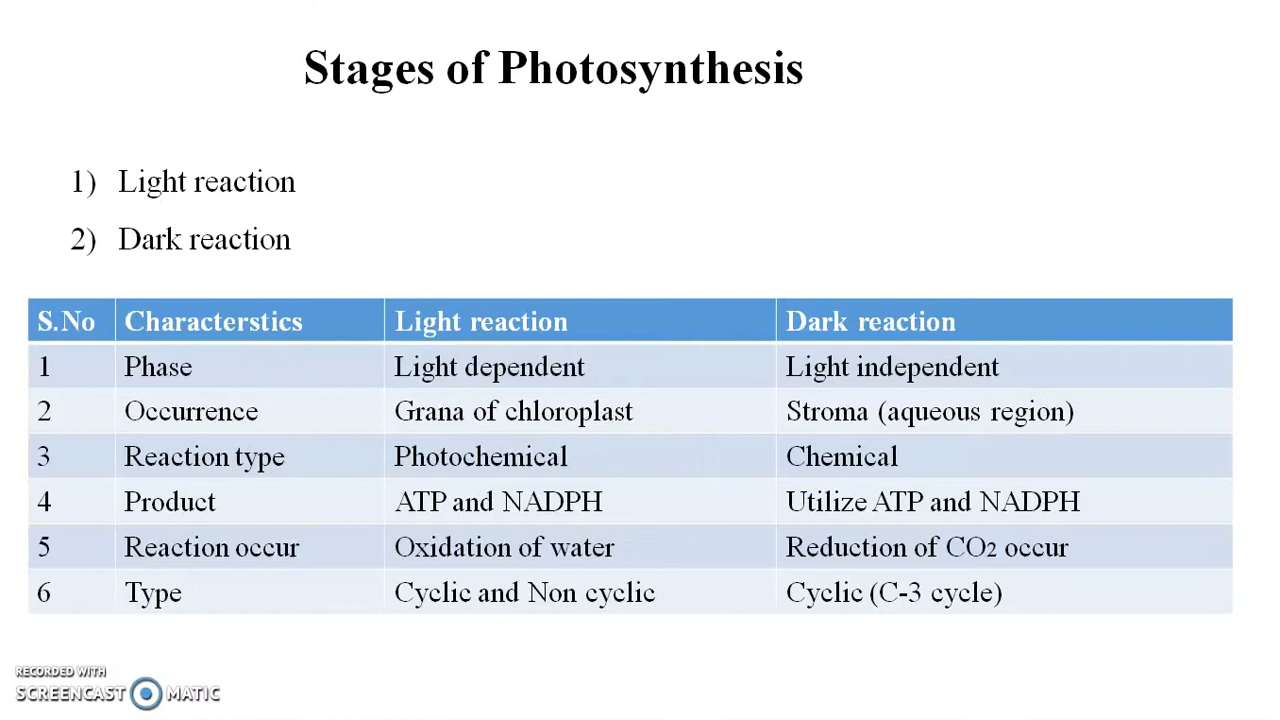 Stages of Photosynthesis
1) Light reaction
2) Dark reaction
S.No Characterstics Light reaction Dark reaction
1 Phase Light dependent Light independent
2 Occurrence Grana of chloroplast Stroma (aqueous region)
3 Reaction type Photochemical Chemical
4 Product ATP and NADPH Utilize ATP and NADPH
5 Reaction occur Oxidation of water Reduction of CO2 occur
6 Type Cyclic and Non cyclic Cyclic (C-3 cycle)
RECORDED WITH
SCREENCAST MATIC